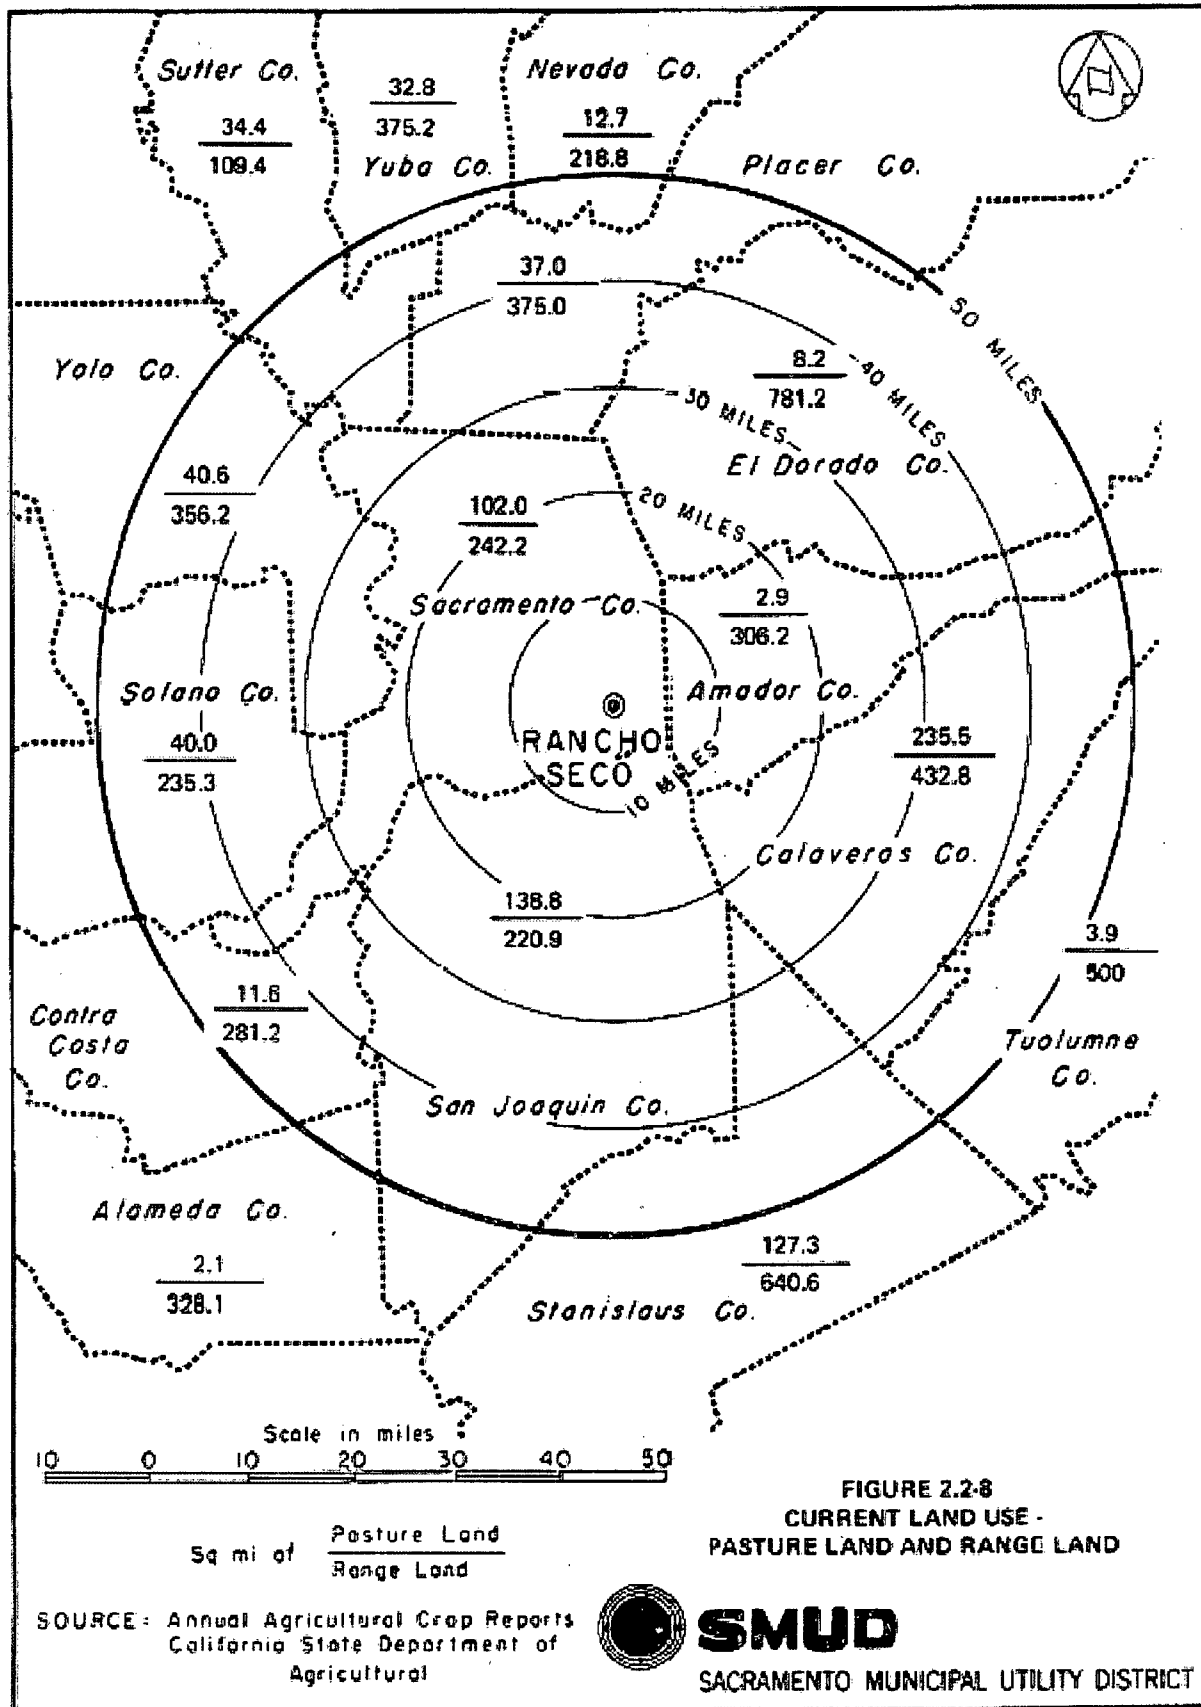 Sutter Co.
34.4
109.4
32.8
375.2
Yuba Co.
Nevada Co.
12.7
218.8
Placer Co.
37.0
375.0
50 MILES
Yolo Co.
8.2
781.2
40 MILES
30 MILES
El Dorado Co.
40.6
356.2
102.0
242.2
20 MILES
Sacramento Co.
2.9
306.2
Solano Co.
40.0
235.3
Amador Co.
RANCHO
SECO
10 MILES
235.5
432.8
Calaveras Co.
138.8
220.9
3.9
500
Contra
Costa
Co.
11.6
281.2
Tuolumne
Co.
San Joaquin Co.
Alameda Co.
2.1
328.1
127.3
640.6
Stanislaus Co.
Scale in miles
10 0 10 20 30 40 50
Sq mi of Pasture Land
Range Land
FIGURE 2.2-8
CURRENT LAND USE -
PASTURE LAND AND RANGE LAND
SOURCE: Annual Agricultural Crop Reports
California State Department of
Agricultural
SMUD
SACRAMENTO MUNICIPAL UTILITY DISTRICT